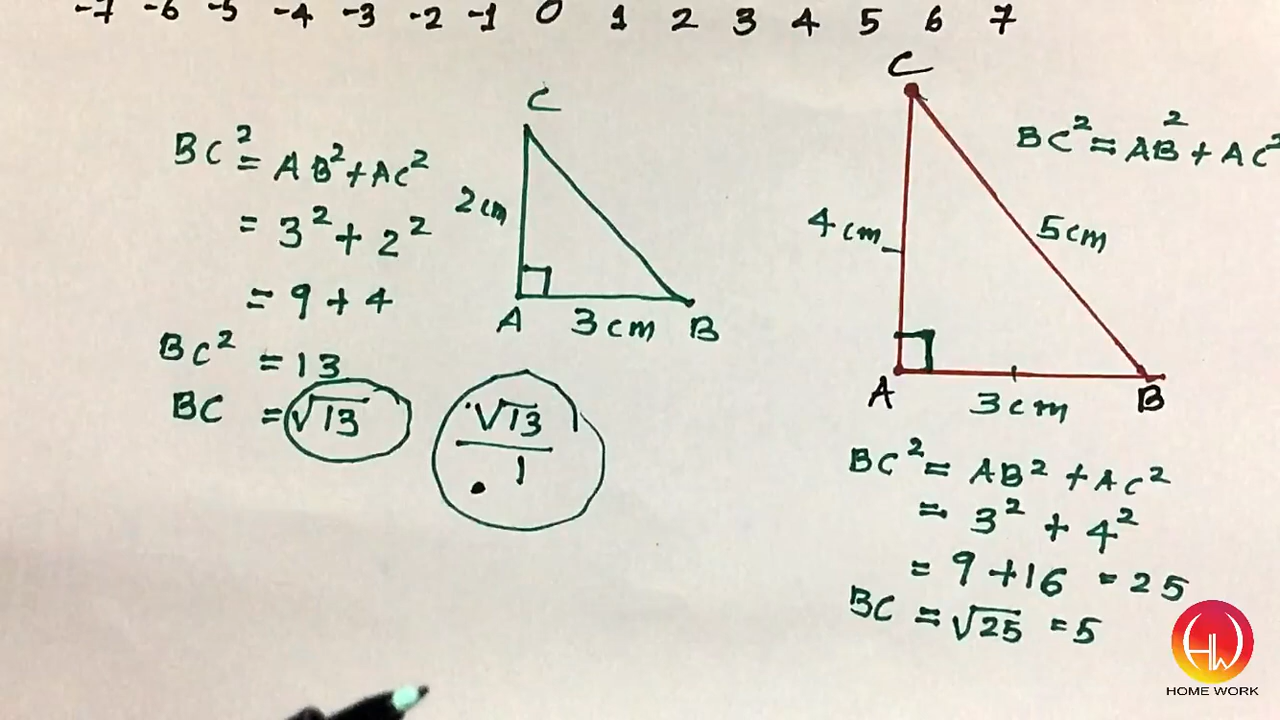 -7 -6 -5 -4 -3 -2 -1 0 1 2 3 4 5 6 7
BC² = AB² + AC²
= 3² + 2²
= 9 + 4
BC² = 13
BC = √13
C
2cm
A 3cm B
√13
1
C
BC² = AB² + AC²
4cm
5cm
A 3cm B
BC² = AB² + AC²
= 3² + 4²
= 9 + 16 = 25
BC = √25 = 5
HW
HOME WORK